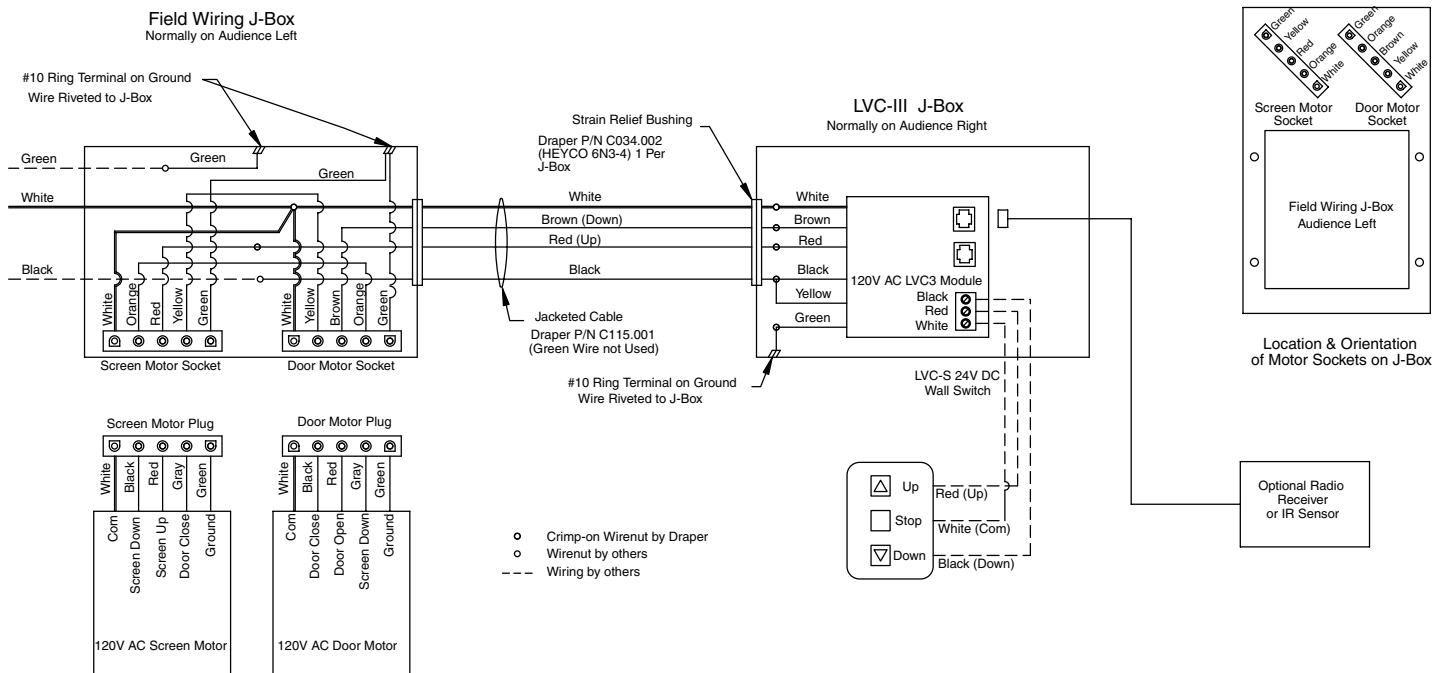 Field Wiring J-Box
Normally on Audience Left
#10 Ring Terminal on Ground
Wire Riveted to J-Box
Green
Green
Green
White
Black
White
Orange
Red
Yellow
Green
White
Yellow
Brown
Orange
Green
Screen Motor Socket
Door Motor Socket
Strain Relief Bushing
Draper P/N C034.002
(HEYCO 6N3-4) 1 Per
J-Box
White
Brown (Down)
Red (Up)
Black
Jacketed Cable
Draper P/N C115.001
(Green Wire not Used)
LVC-III J-Box
Normally on Audience Right
White
Brown
Red
Black
Yellow
Green
120V AC LVC3 Module
Black
Red
White
#10 Ring Terminal on Ground
Wire Riveted to J-Box
LVC-S 24V DC
Wall Switch
Up
Stop
Down
Red (Up)
White (Com)
Black (Down)
Optional Radio
Receiver
or IR Sensor
Green
Yellow
Red
Orange
White
Green
Orange
Brown
Yellow
White
Screen Motor
Socket
Door Motor
Socket
Field Wiring J-Box
Audience Left
Location & Orientation
of Motor Sockets on J-Box
Screen Motor Plug
White
Black
Red
Gray
Green
Com
Screen Down
Screen Up
Door Close
Ground
120V AC Screen Motor
Door Motor Plug
White
Black
Red
Gray
Green
Com
Door Close
Door Open
Screen Down
Ground
120V AC Door Motor
Crimp-on Wirenut by Draper
Wirenut by others
Wiring by others